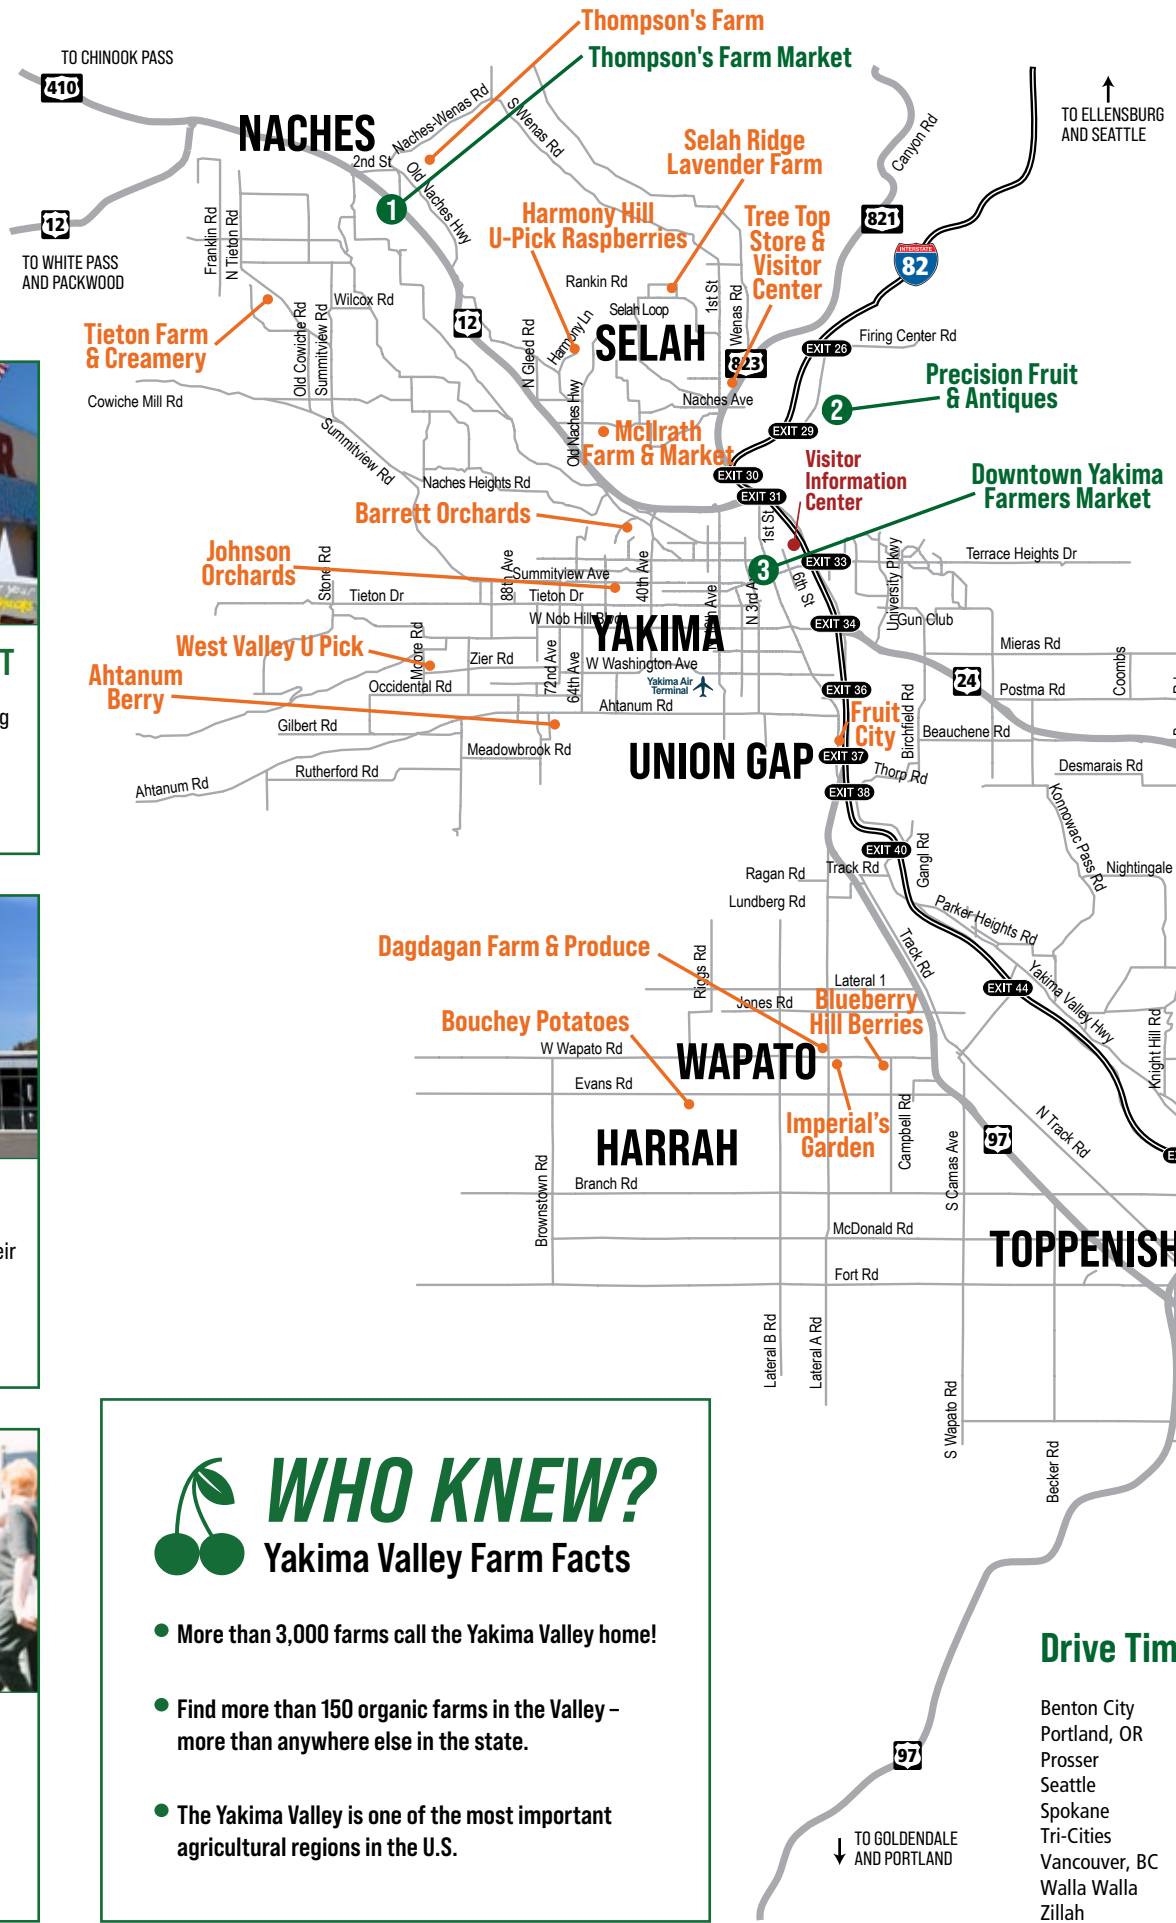 Thompson's Farm
Thompson's Farm Market
TO CHINOOK PASS
410
NACHES
Naches-Wenas Rd
S Wenas Rd
2nd St
Old Naches Hwy
1
Canyon Rd
TO ELLENSBURG
AND SEATTLE
Selah Ridge
Lavender Farm
12
TO WHITE PASS
AND PACKWOOD
Franklin Rd
N Tieton Rd
Harmony Hill
U-Pick Raspberries
Tree Top
Store &
Visitor
Center
821
INTERSTATE
82
Rankin Rd
Selah Loop
1st St
Wenas Rd
Wilcox Rd
Old Cowiche Rd
Summitview Rd
12
N Gleed Rd
Harmony Ln
SELAH
823
EXIT 26
Firing Center Rd
Tieton Farm
& Creamery
Cowiche Mill Rd
Old Naches Hwy
Naches Ave
Precision Fruit
& Antiques
2
EXIT 29
McIlrath
Farm & Market
Summitview Rd
Naches Heights Rd
EXIT 30
EXIT 31
Visitor
Information
Center
Downtown Yakima
Farmers Market
Barrett Orchards
1st St
Johnson
Orchards
Stone Rd
88th Ave
Summitview Ave
40th Ave
3
6th St
EXIT 33
University Pkwy
Terrace Heights Dr
Tieton Dr
Tieton Dr
N 3rd Av
W Nob Hill Blvd
YAKIMA
EXIT 34
Gun Club
West Valley U Pick
Moore Rd
Zier Rd
72nd Ave
64th Ave
W Washington Ave
Mieras Rd
Coombs
Ahtanum
Berry
Occidental Rd
Yakima Air
Terminal
EXIT 36
24
Postma Rd
Ahtanum Rd
Gilbert Rd
Fruit
City
Birchfield Rd
Beauchene Rd
g
Meadowbrook Rd
UNION GAP
EXIT 37
Thorp Rd
Desmarais Rd
Rutherford Rd
Ahtanum Rd
EXIT 38
Konnowac Pass Rd
EXIT 40
Gangl Rd
Ragan Rd
Track Rd
Nightingale
Lundberg Rd
Parker Heights Rd
Dagdagan Farm & Produce
Track Rd
Riggs Rd
Lateral 1
EXIT 44
Yakima Valley Hwy
Jones Rd
Blueberry
Hill Berries
Bouchey Potatoes
Knight Hill Rd
W Wapato Rd
WAPATO
Evans Rd
Imperial's
Garden
Campbell Rd
N Track Rd
HARRAH
97
Brownstown Rd
S Camas Ave
Branch Rd
McDonald Rd
TOPPENISH
Fort Rd
Lateral B Rd
Lateral A Rd
S Wapato Rd
Becker Rd
T
eir
WHO KNEW?
Yakima Valley Farm Facts
• More than 3,000 farms call the Yakima Valley home!
• Find more than 150 organic farms in the Valley –
more than anywhere else in the state.
• The Yakima Valley is one of the most important
agricultural regions in the U.S.
97
TO GOLDENDALE
AND PORTLAND
Drive Tim
Benton City
Portland, OR
Prosser
Seattle
Spokane
Tri-Cities
Vancouver, BC
Walla Walla
Zillah